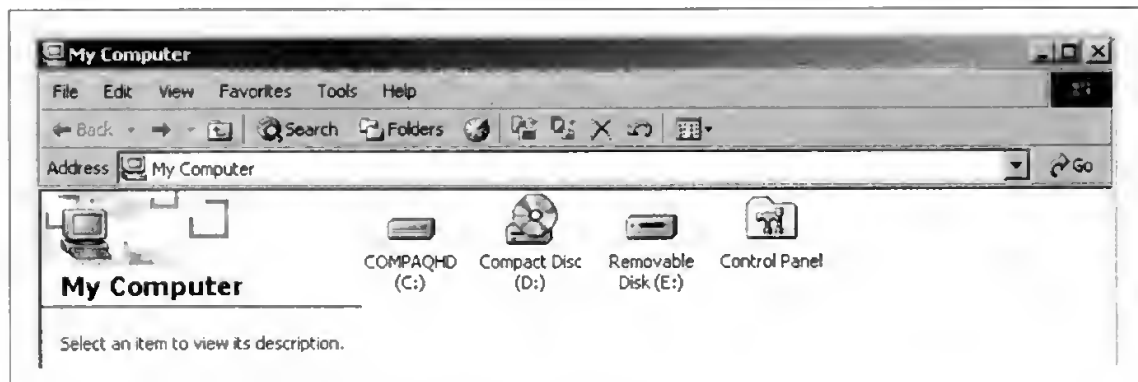 My Computer
File Edit View Favorites Tools Help
Back Search Folders
Address My Computer Go
COMPAQHD (C:) Compact Disc (D:) Removable Disk (E:) Control Panel
My Computer
Select an item to view its description.